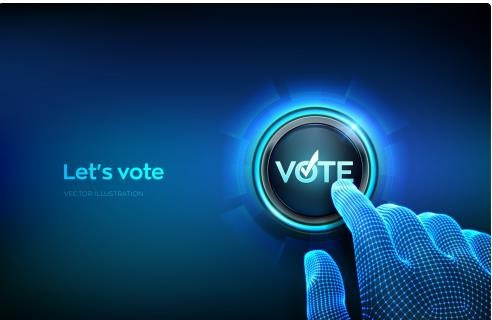 Let's vote
VECTOR ILLUSTRATION
VOTE